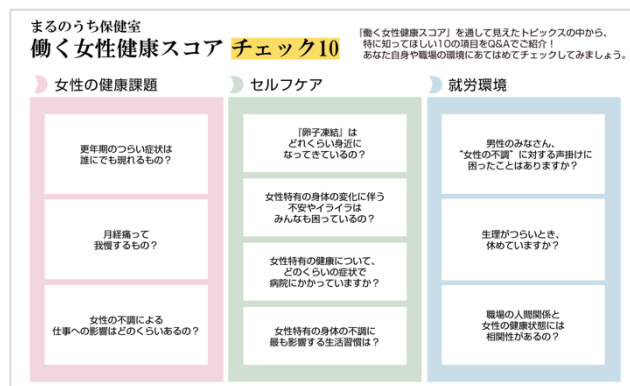 まるのうち保健室
働く女性健康スコア チェック10
『働く女性健康スコア』を通して見えたトピックスの中から、
特に知ってほしい10の項目をQ&Aでご紹介！
あなた自身や職場の環境にあてはめてチェックしてみましょう。
女性の健康課題
更年期のつらい症状は
誰にでも現れるもの？
月経痛って
我慢するもの？
女性の不調による
仕事への影響はどのくらいあるの？
セルフケア
『卵子凍結』は
どれくらい身近に
なってきているの？
女性特有の身体の変化に伴う
不安やイライラは
みんなも困っているの？
女性特有の健康について、
どのくらいの症状で
病院にかかっていますか？
女性特有の身体の不調に
最も影響する生活習慣は？
就労環境
男性のみなさん、
“女性の不調”に対する声掛けに
困ったことはありますか？
生理がつらいとき、
休めていますか？
職場の人間関係と
女性の健康状態には
相関性があるの？